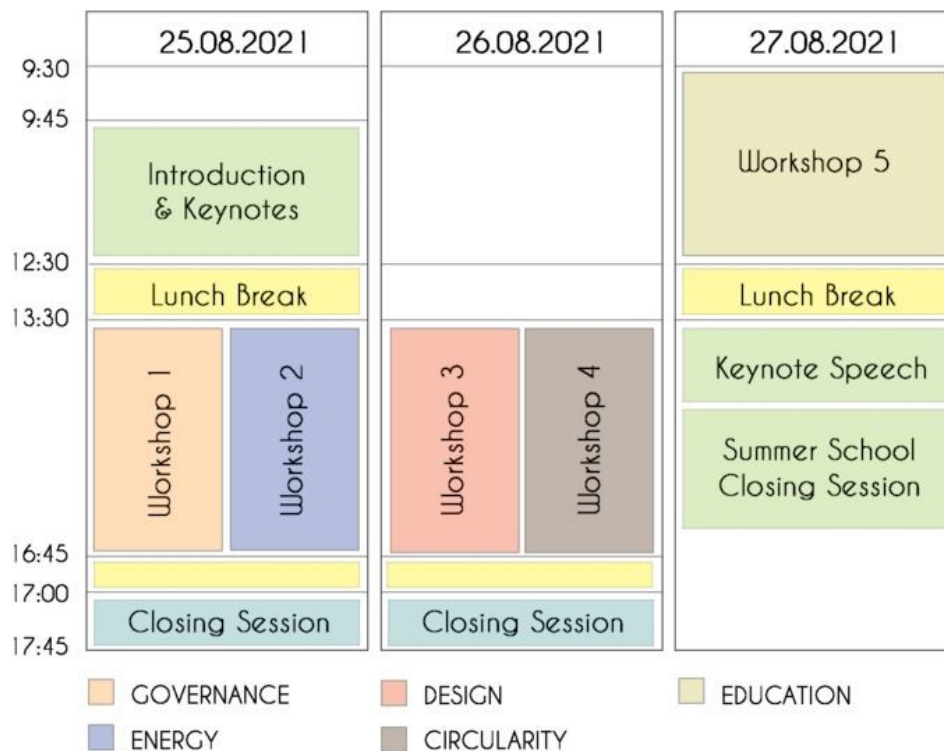 25.08.2021
26.08.2021
27.08.2021
9:30
9:45
12:30
13:30
16:45
17:00
17:45
Introduction
& Keynotes
Lunch Break
Workshop 1
Workshop 2
Closing Session
Workshop 3
Workshop 4
Closing Session
Workshop 5
Lunch Break
Keynote Speech
Summer School
Closing Session
GOVERNANCE
ENERGY
DESIGN
CIRCULARITY
EDUCATION